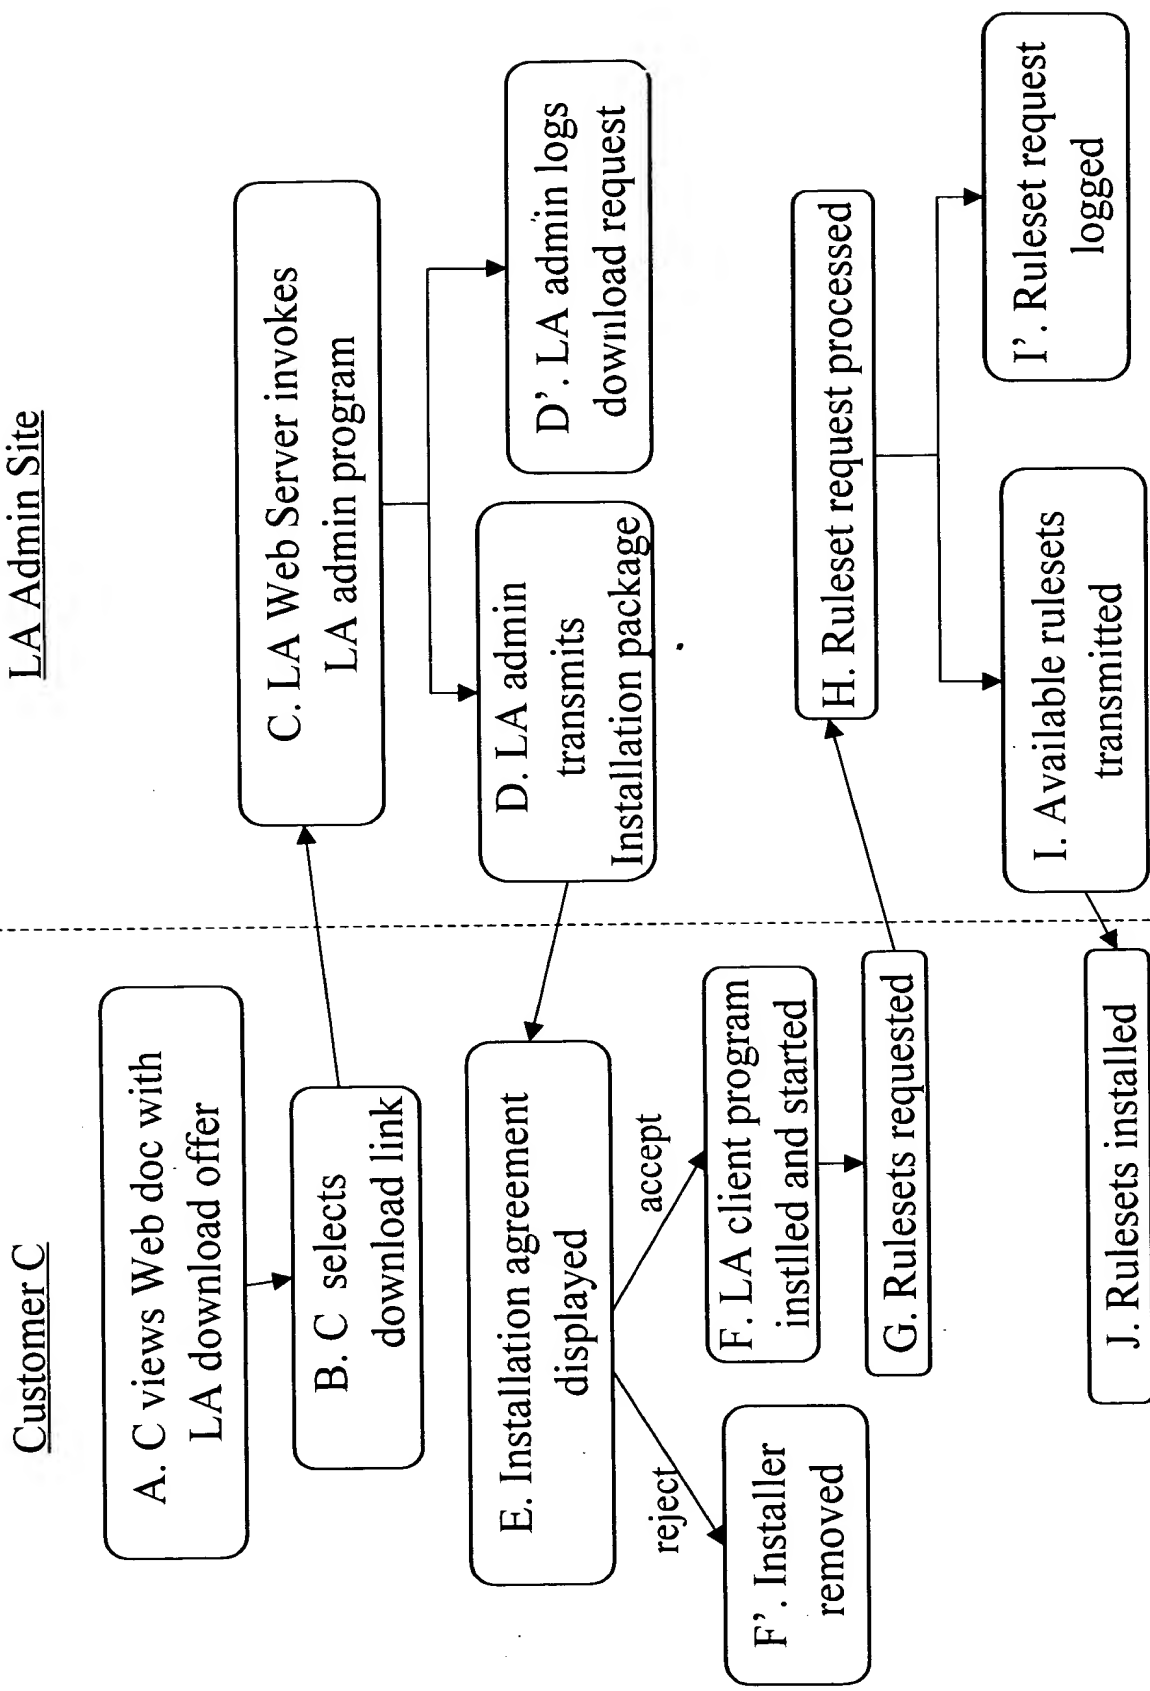 Customer C
LA Admin Site
A. C views Web doc with
LA download offer
B. C selects
download link
C. LA Web Server invokes
LA admin program
D. LA admin
transmits
Installation package
D'. LA admin logs
download request
E. Installation agreement
displayed
reject
accept
F'. Installer
removed
F. LA client program
instlled and started
G. Rulesets requested
H. Ruleset request processed
I. Available rulesets
transmitted
I'. Ruleset request
logged
J. Rulesets installed